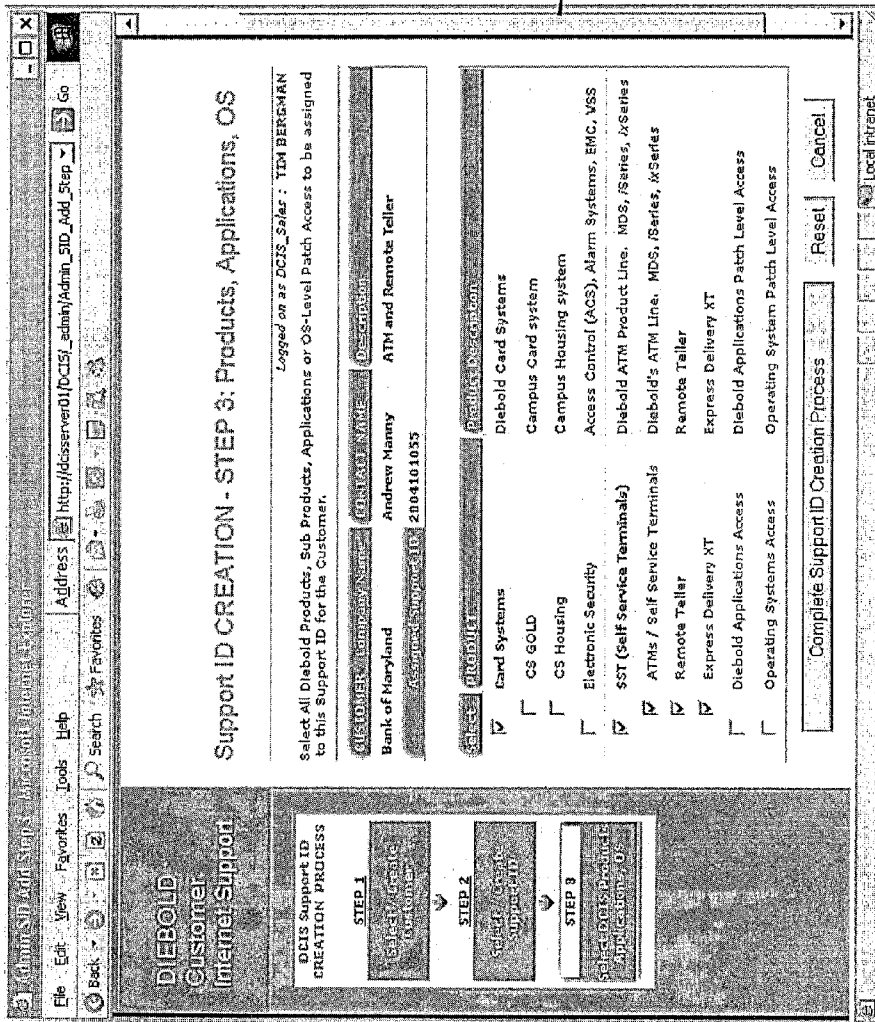 Admin SID Add Step3 - Microsoft Internet Explorer
File Edit View Favorites Tools Help
Address http://dcisserver01/DCIS/_admin/Admin_SID_Add_Step Go
Back Search Favorites
DIEBOLD
Customer
Internet Support
DCIS Support ID
CREATION PROCESS
STEP 1
Select / Create
Customer
STEP 2
Select / Create
Support ID
STEP 3
Select DCIS Product
Applications, OS
Support ID CREATION - STEP 3: Products, Applications, OS
Logged on as DCIS_Sales : TIM BERGMAN
Select All Diebold Products, Sub Products, Applications or OS-Level Patch Access to be assigned
to this Support ID for the Customer.
CUSTOMER - Company Name CONTACT NAME Description
Bank of Maryland Andrew Manny ATM and Remote Teller
Assigned Support ID 2004101055
Select PRODUCT Product Description
Card Systems Diebold Card Systems
CS GOLD Campus Card system
CS Housing Campus Housing system
Electronic Security Access Control (ACS), Alarm Systems, EMC, VSS
SST (Self Service Terminals) Diebold ATM Product Line. MDS, iSeries, ixSeries
ATMs / Self Service Terminals Diebold's ATM Line. MDS, iSeries, ixSeries
Remote Teller Remote Teller
Express Delivery XT Express Delivery XT
Diebold Applications Access Diebold Applications Patch Level Access
Operating Systems Access Operating System Patch Level Access
Complete Support ID Creation Process Reset Cancel
Local intranet